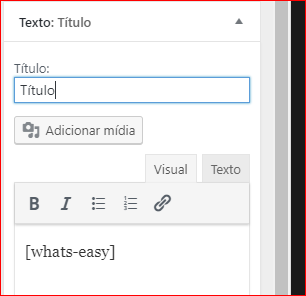 Texto: Título
Título:
Título
Adicionar mídia
Visual Texto
B I
[whats-easy]